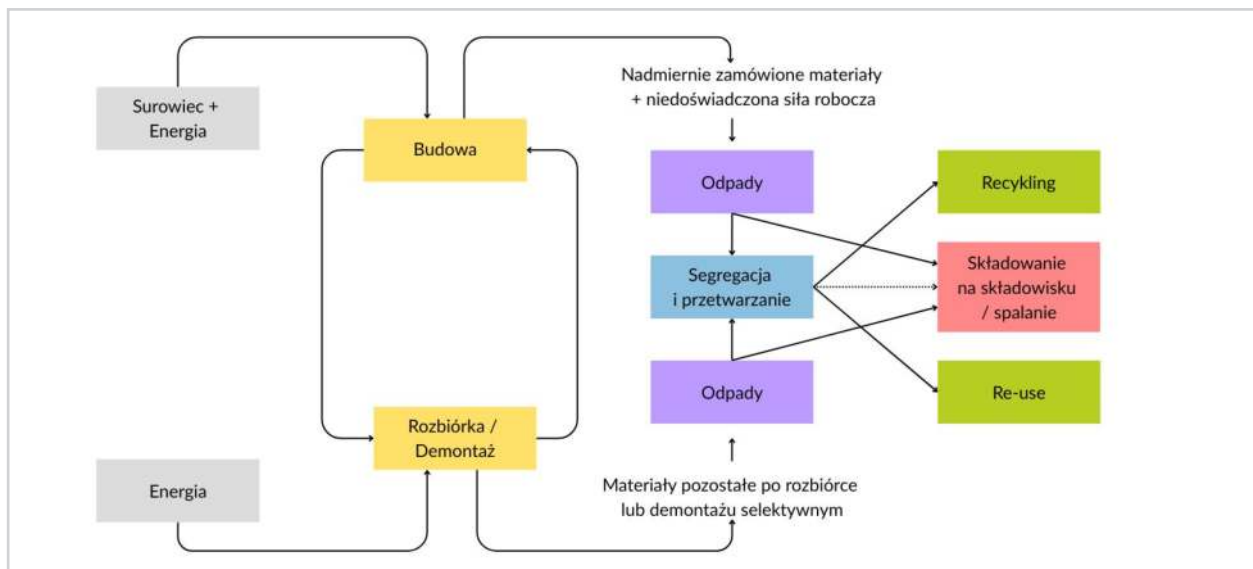 Surowiec +
Energia
Budowa
Nadmiernie zamówione materiały
+ niedoświadczona siła robocza
Odpady
Recykling
Segregacja
i przetwarzanie
Składowanie
na składowisku
/ spalanie
Odpady
Re-use
Rozbiórka /
Demontaż
Energia
Materiały pozostałe po rozbiórce
lub demontażu selektywnym